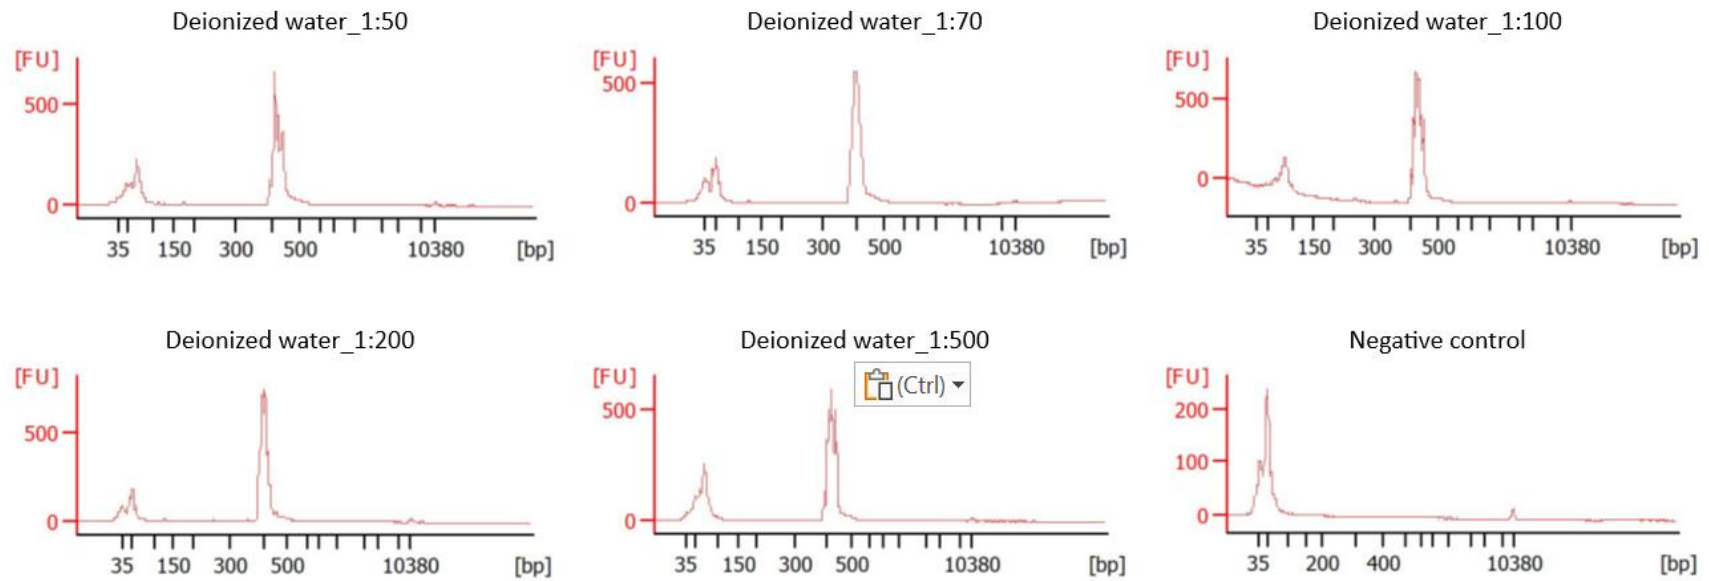 Deionized water_1:50
[FU]
500
0
35 150 300 500 10380 [bp]
Deionized water_1:70
[FU]
500
0
35 150 300 500 10380 [bp]
Deionized water_1:100
[FU]
500
0
35 150 300 500 10380 [bp]
Deionized water_1:200
[FU]
500
0
35 150 300 500 10380 [bp]
Deionized water_1:500
(Ctrl)
[FU]
500
0
35 150 300 500 10380 [bp]
Negative control
[FU]
200
100
0
35 200 400 10380 [bp]